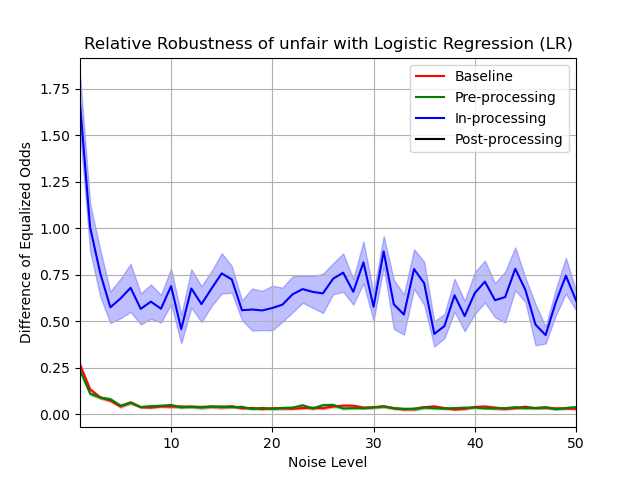 Relative Robustness of unfair with Logistic Regression (LR)
Baseline
Pre-processing
In-processing
Post-processing
Difference of Equalized Odds
1.75
1.50
1.25
1.00
0.75
0.50
0.25
0.00
10
20
30
40
50
Noise Level